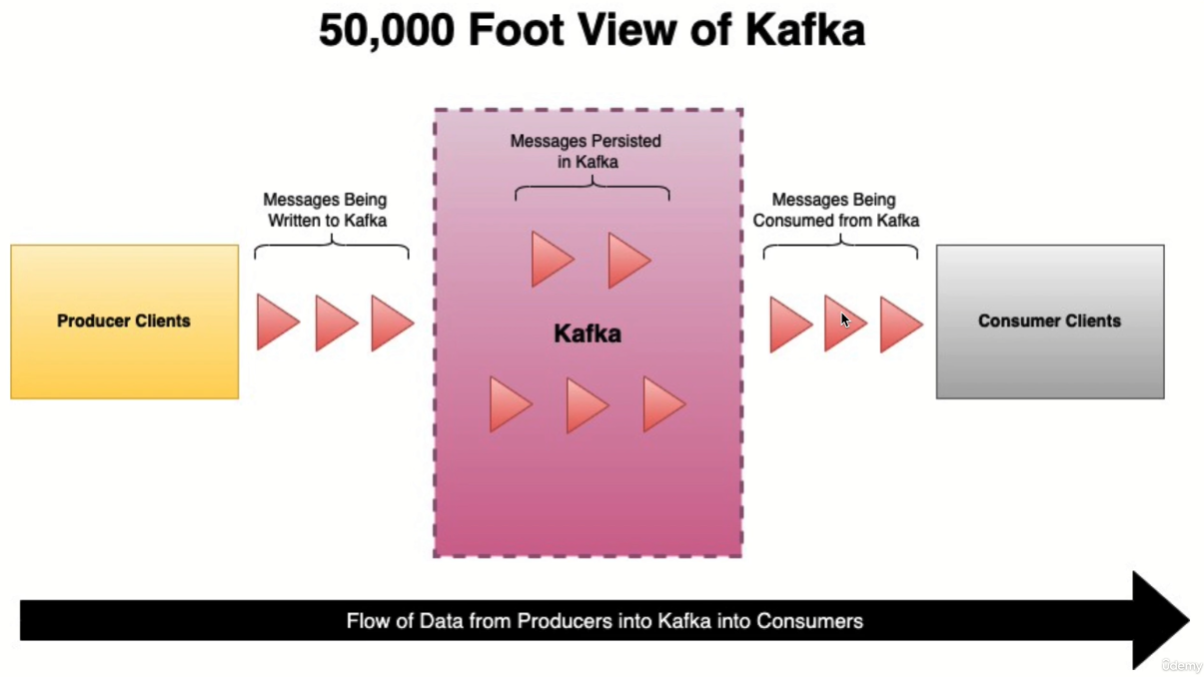 50,000 Foot View of Kafka
Messages Persisted
in Kafka
Messages Being
Written to Kafka
Messages Being
Consumed from Kafka
Producer Clients
Kafka
Consumer Clients
Flow of Data from Producers into Kafka into Consumers
ûdemy